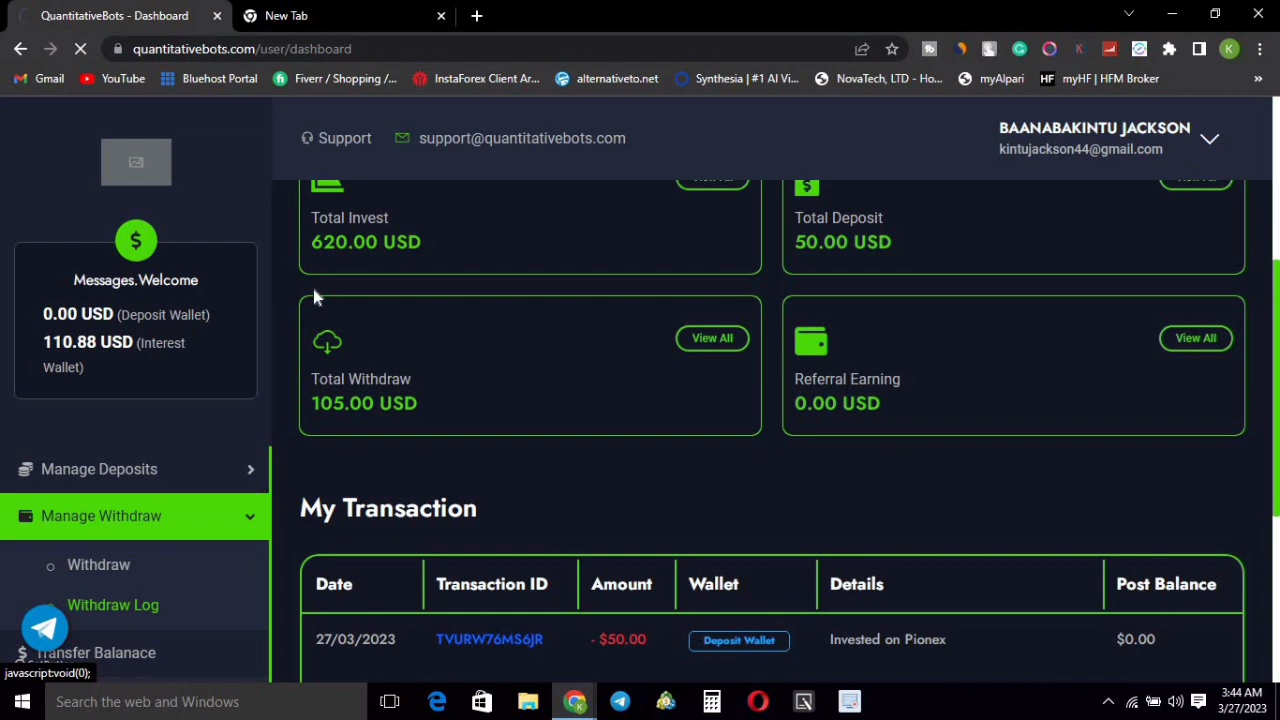 QuantitativeBots - Dashboard
New Tab
quantitativebots.com/user/dashboard
K
Gmail
YouTube
Bluehost Portal
Fiverr / Shopping /...
InstaForex Client Ar...
alternativeto.net
Synthesia | #1 AI Vi...
NovaTech, LTD - Ho...
myAlpari
HF myHF | HFM Broker
»
Support
support@quantitativebots.com
BAANABAKINTU JACKSON
kintujackson44@gmail.com
$
Messages.Welcome
0.00 USD (Deposit Wallet)
110.88 USD (Interest
Wallet)
Manage Deposits
Manage Withdraw
Withdraw
Withdraw Log
Transfer Balanace
javascript:void(0);
Total Invest
620.00 USD
Total Deposit
50.00 USD
View All
Total Withdraw
105.00 USD
View All
Referral Earning
0.00 USD
My Transaction
Date Transaction ID Amount Wallet Details Post Balance
27/03/2023 TVURW76MS6JR - $50.00 Deposit Wallet Invested on Pionex $0.00
Search the web and Windows
3:44 AM
3/27/2023